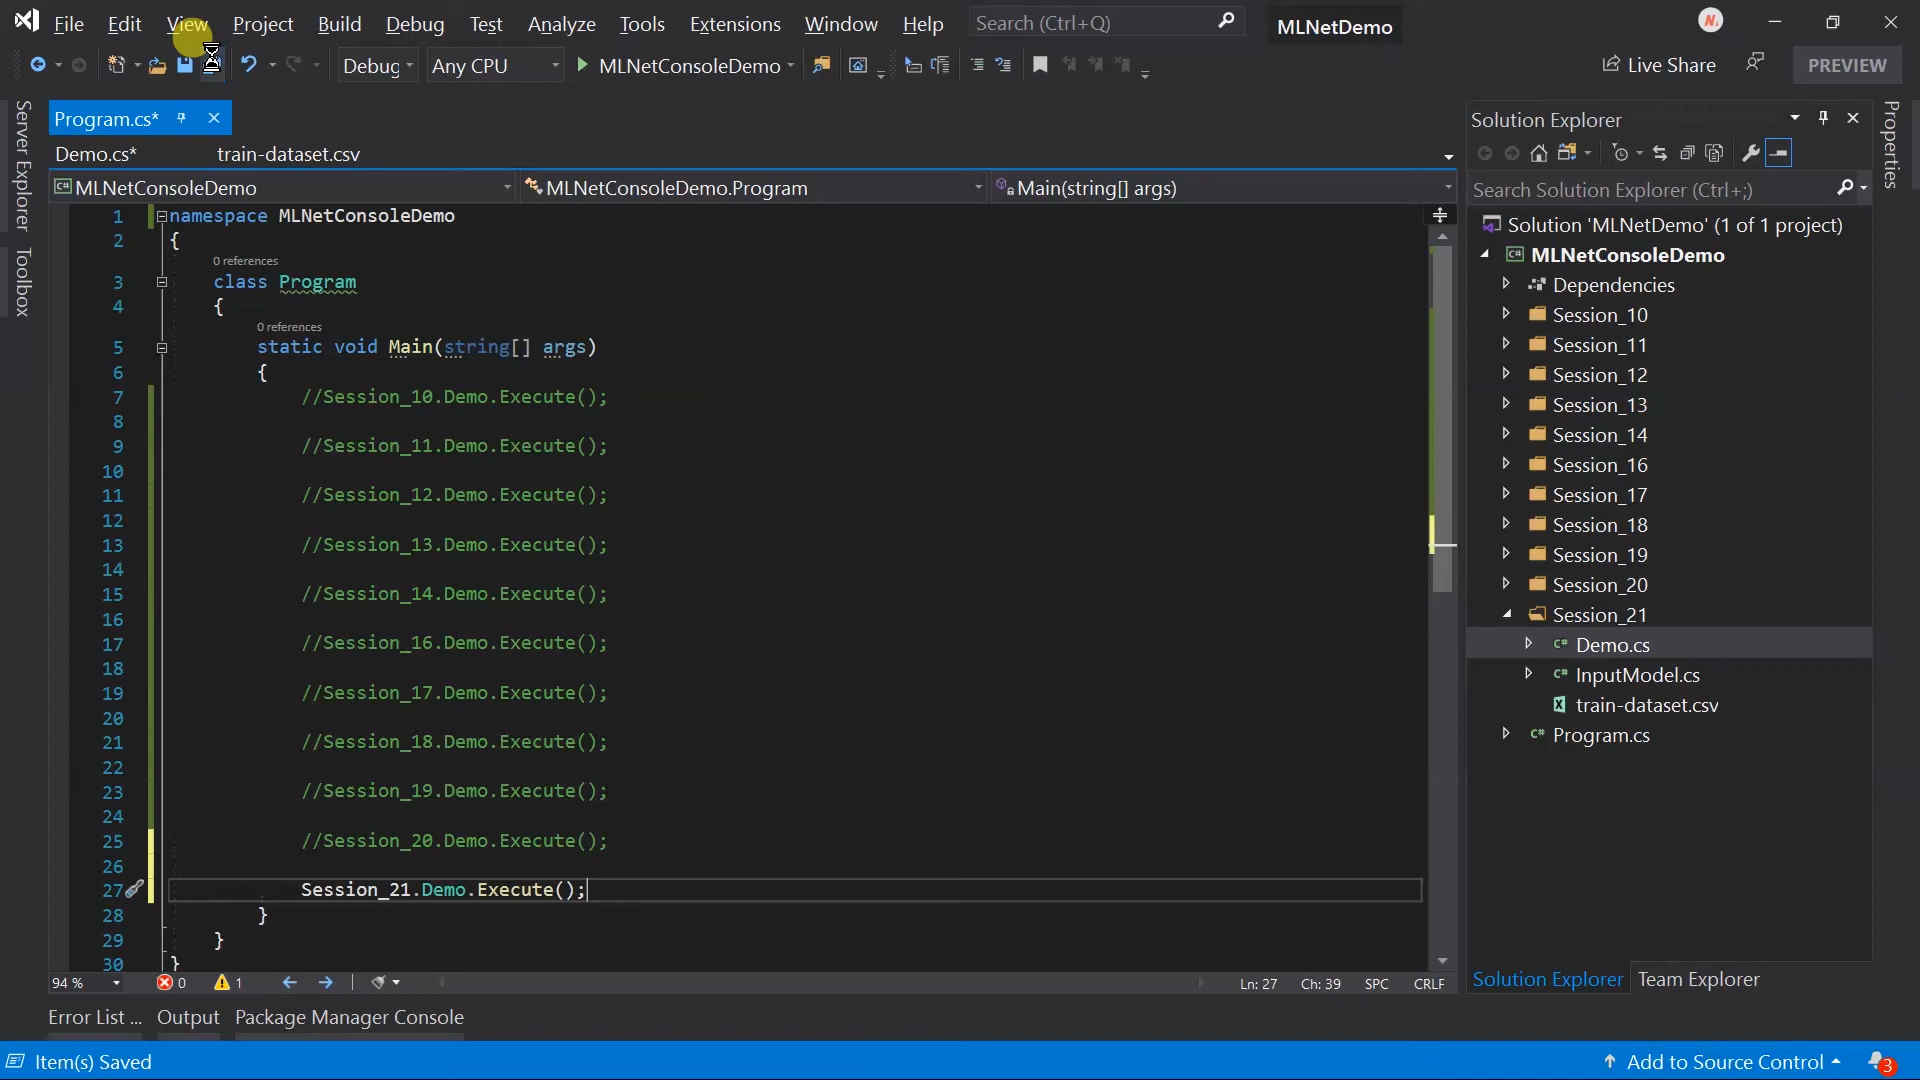 File Edit View Project Build Debug Test Analyze Tools Extensions Window Help Search (Ctrl+Q) MLNetDemo
Debug Any CPU MLNetConsoleDemo Live Share PREVIEW
Server Explorer
Toolbox
Program.cs*
Demo.cs* train-dataset.csv
MLNetConsoleDemo MLNetConsoleDemo.Program Main(string[] args)
1 namespace MLNetConsoleDemo
2 {
0 references
3 class Program
4 {
0 references
5 static void Main(string[] args)
6 {
7 //Session_10.Demo.Execute();
8
9 //Session_11.Demo.Execute();
10
11 //Session_12.Demo.Execute();
12
13 //Session_13.Demo.Execute();
14
15 //Session_14.Demo.Execute();
16
17 //Session_16.Demo.Execute();
18
19 //Session_17.Demo.Execute();
20
21 //Session_18.Demo.Execute();
22
23 //Session_19.Demo.Execute();
24
25 //Session_20.Demo.Execute();
26
27 Session_21.Demo.Execute();
28 }
29 }
30 }
94 % 0 1 Ln: 27 Ch: 39 SPC CRLF
Solution Explorer
Search Solution Explorer (Ctrl+;)
Solution 'MLNetDemo' (1 of 1 project)
MLNetConsoleDemo
Dependencies
Session_10
Session_11
Session_12
Session_13
Session_14
Session_16
Session_17
Session_18
Session_19
Session_20
Session_21
C# Demo.cs
C# InputModel.cs
train-dataset.csv
C# Program.cs
Solution Explorer Team Explorer
Properties
Error List ... Output Package Manager Console
Item(s) Saved Add to Source Control 3